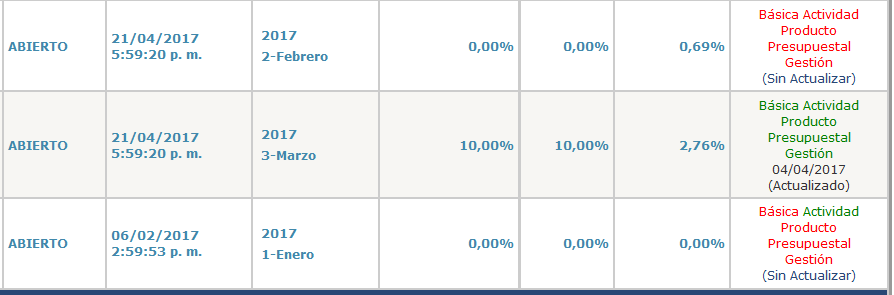 ABIERTO
21/04/2017
5:59:20 p. m.
2017
2-Febrero
0,00%
0,00%
0,69%
Básica Actividad
Producto
Presupuestal
Gestión
(Sin Actualizar)
ABIERTO
21/04/2017
5:59:20 p. m.
2017
3-Marzo
10,00%
10,00%
2,76%
Básica Actividad
Producto
Presupuestal
Gestión
04/04/2017
(Actualizado)
ABIERTO
06/02/2017
2:59:53 p. m.
2017
1-Enero
0,00%
0,00%
0,00%
Básica Actividad
Producto
Presupuestal
Gestión
(Sin Actualizar)